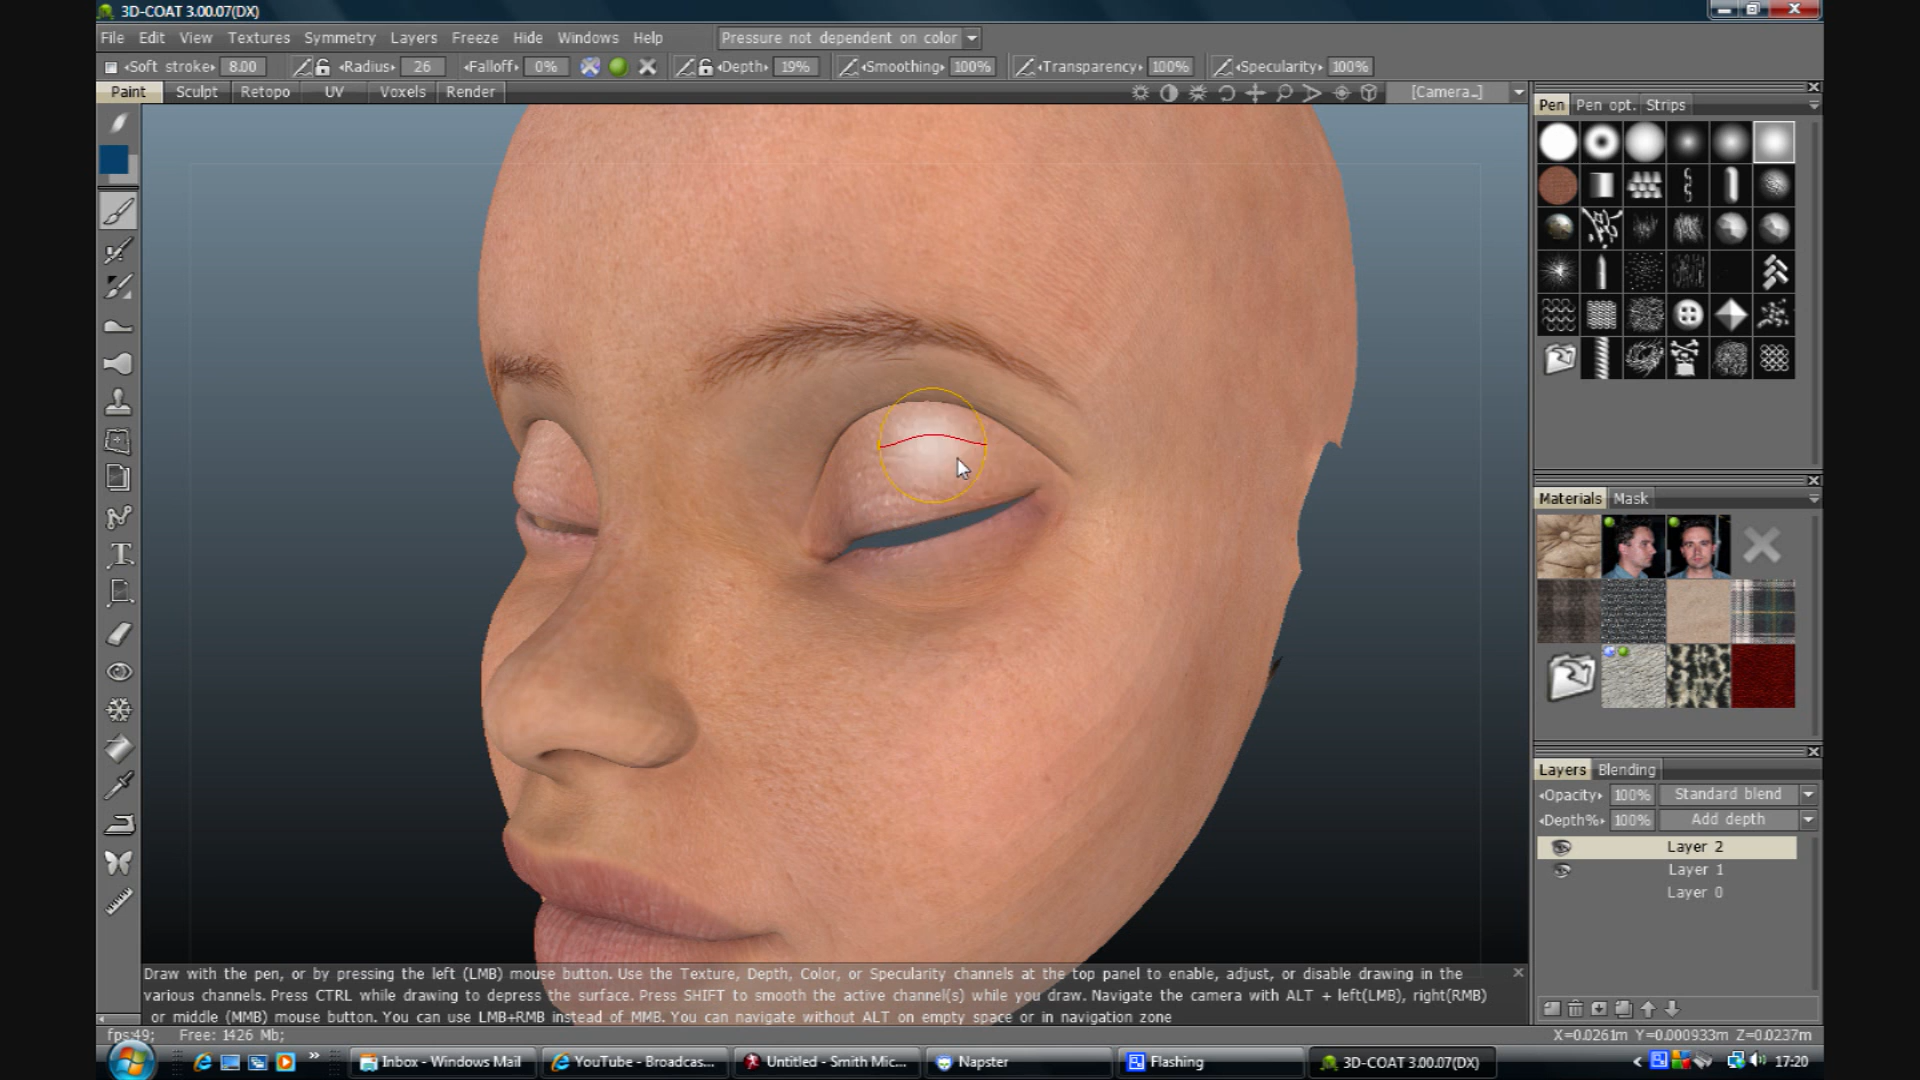 3D-COAT 3.00.07(DX)
File Edit View Textures Symmetry Layers Freeze Hide Windows Help Pressure not dependent on color
Soft stroke 8.00 Radius 26 Falloff 0% Depth 19% Smoothing 100% Transparency 100% Specularity 100%
Paint Sculpt Retopo UV Voxels Render [Camera_]
Pen Pen opt. Strips
Materials Mask
Layers Blending
Opacity 100% Standard blend
Depth% 100% Add depth
Layer 2
Layer 1
Layer 0
Draw with the pen, or by pressing the left (LMB) mouse button. Use the Texture, Depth, Color, or Specularity channels at the top panel to enable, adjust, or disable drawing in the
various channels. Press CTRL while drawing to depress the surface. Press SHIFT to smooth the active channel(s) while you draw. Navigate the camera with ALT + left(LMB), right(RMB)
or middle (MMB) mouse button. You can use LMB+RMB instead of MMB. You can navigate without ALT on empty space or in navigation zone
fps:49; Free: 1426 Mb; X=0.0261m Y=0.000933m Z=0.0237m
Inbox - Windows Mail YouTube - Broadcas... Untitled - Smith Mic... Napster Flashing 3D-COAT 3.00.07(DX) 17:20